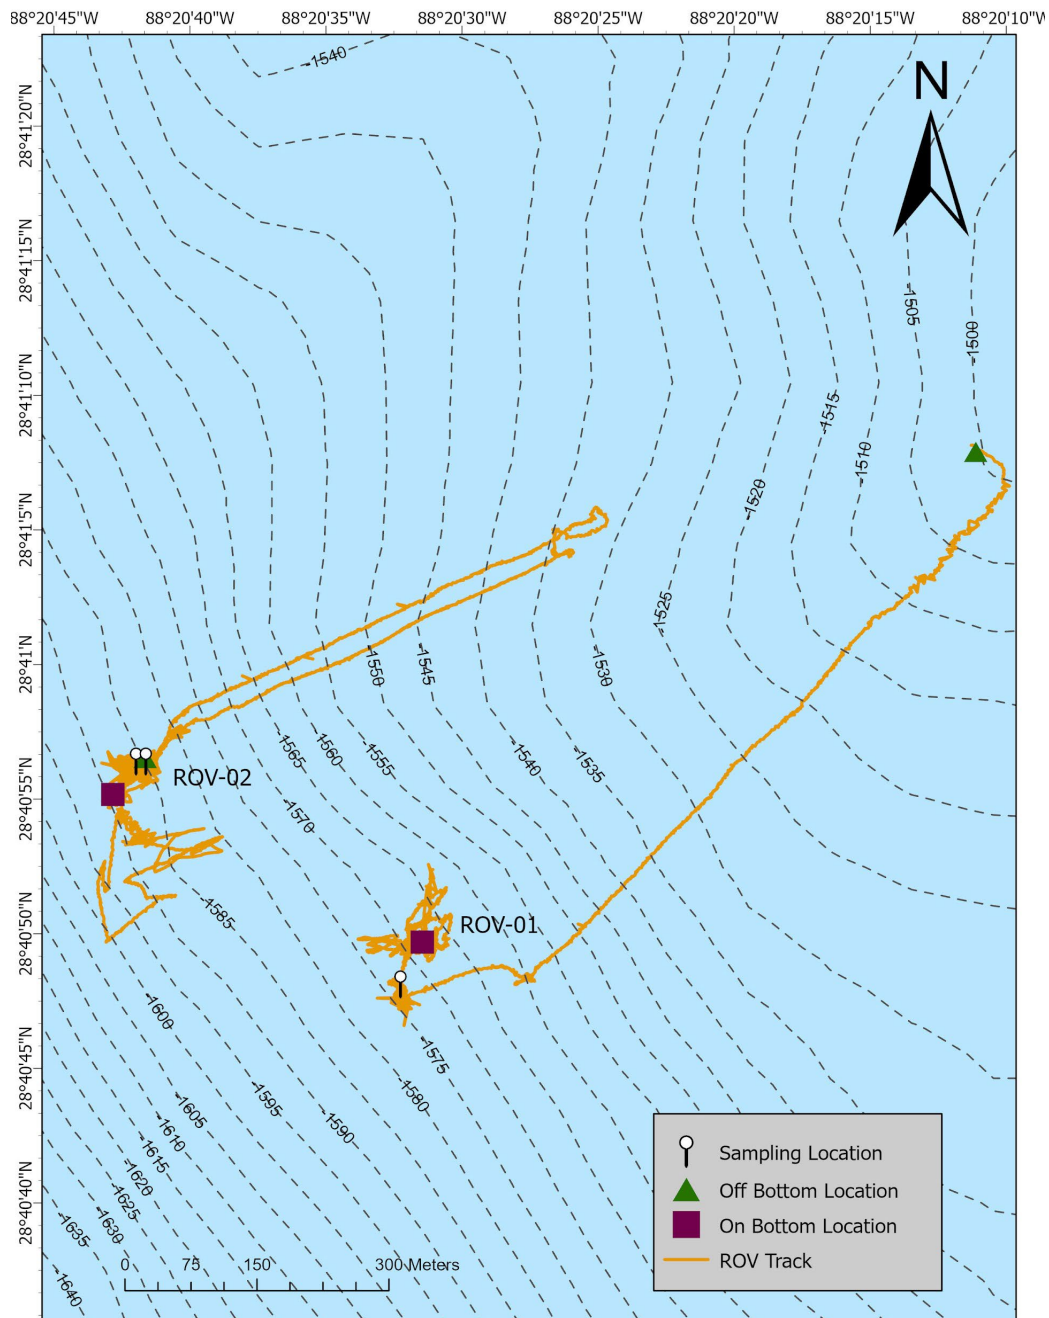 88°20'45"W 88°20'40"W 88°20'35"W 88°20'30"W 88°20'25"W 88°20'20"W 88°20'15"W 88°20'10"W
28°41'20"N
28°41'15"N
28°41'10"N
28°41'5"N
28°41'N
28°40'55"N
28°40'50"N
28°40'45"N
28°40'40"N
N
-1540
-1505
-1500
-1515
-1510
-1520
-1525
-1530
-1550
-1545
-1565
-1560
-1555
-1540
-1535
-1570
ROV-02
-1585
ROV-01
-1600
-1575
-1580
-1595
-1590
-1605
-1610
-1615
-1620
-1625
-1630
-1635
-1640
0 75 150 300 Meters
Sampling Location
Off Bottom Location
On Bottom Location
ROV Track